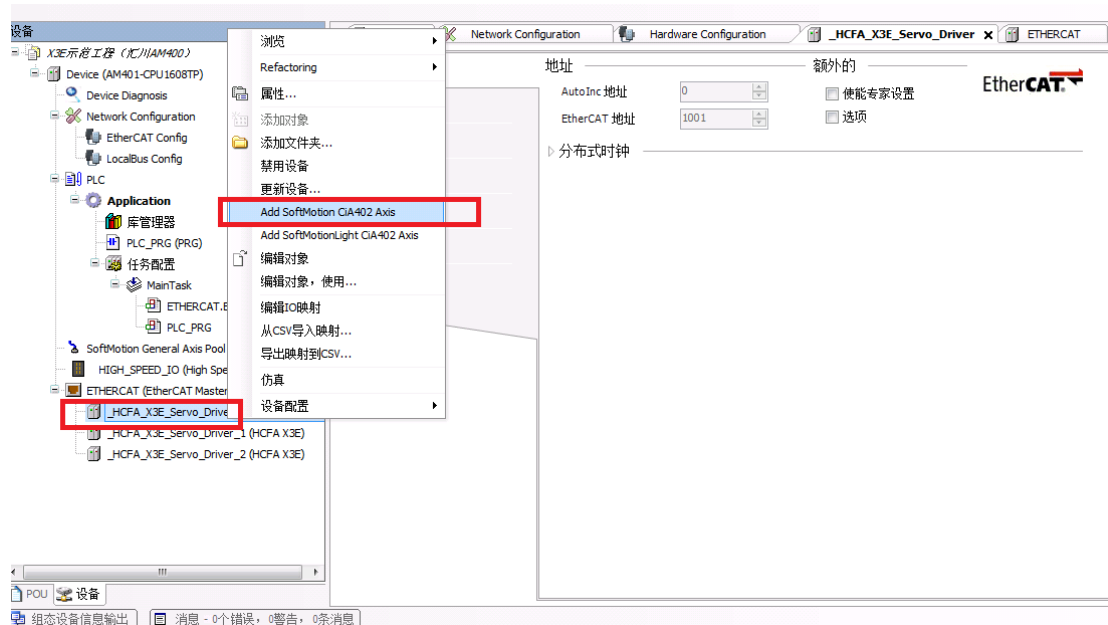 设备
X3E示范工程（汇川AM400）
Device (AM401-CPU1608TP)
Device Diagnosis
Network Configuration
EtherCAT Config
LocalBus Config
PLC
Application
库管理器
PLC_PRG (PRG)
任务配置
MainTask
ETHERCAT.E
PLC_PRG
SoftMotion General Axis Pool
HIGH_SPEED_IO (High Spe
ETHERCAT (EtherCAT Master
_HCFA_X3E_Servo_Drive
_HCFA_X3E_Servo_Driver_1 (HCFA X3E)
_HCFA_X3E_Servo_Driver_2 (HCFA X3E)
POU 设备
组态设备信息输出 消息 - 0个错误，0警告，0条消息
浏览
Refactoring
属性...
添加对象
添加文件夹...
禁用设备
更新设备...
Add SoftMotion CiA402 Axis
Add SoftMotionLight CiA402 Axis
编辑对象
编辑对象，使用...
编辑IO映射
从CSV导入映射...
导出映射到CSV...
仿真
设备配置
Network Configuration Hardware Configuration _HCFA_X3E_Servo_Driver x ETHERCAT
地址 额外的
AutoInc 地址 0 使能专家设置 EtherCAT.
EtherCAT 地址 1001 选项
分布式时钟